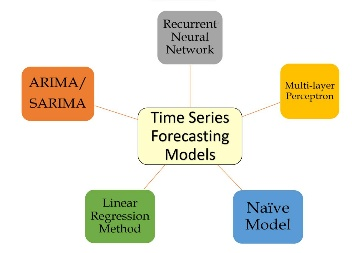 Recurrent
Neural
Network
ARIMA/
SARIMA
Multi-layer
Perceptron
Time Series
Forecasting
Models
Linear
Regression
Method
Naïve
Model